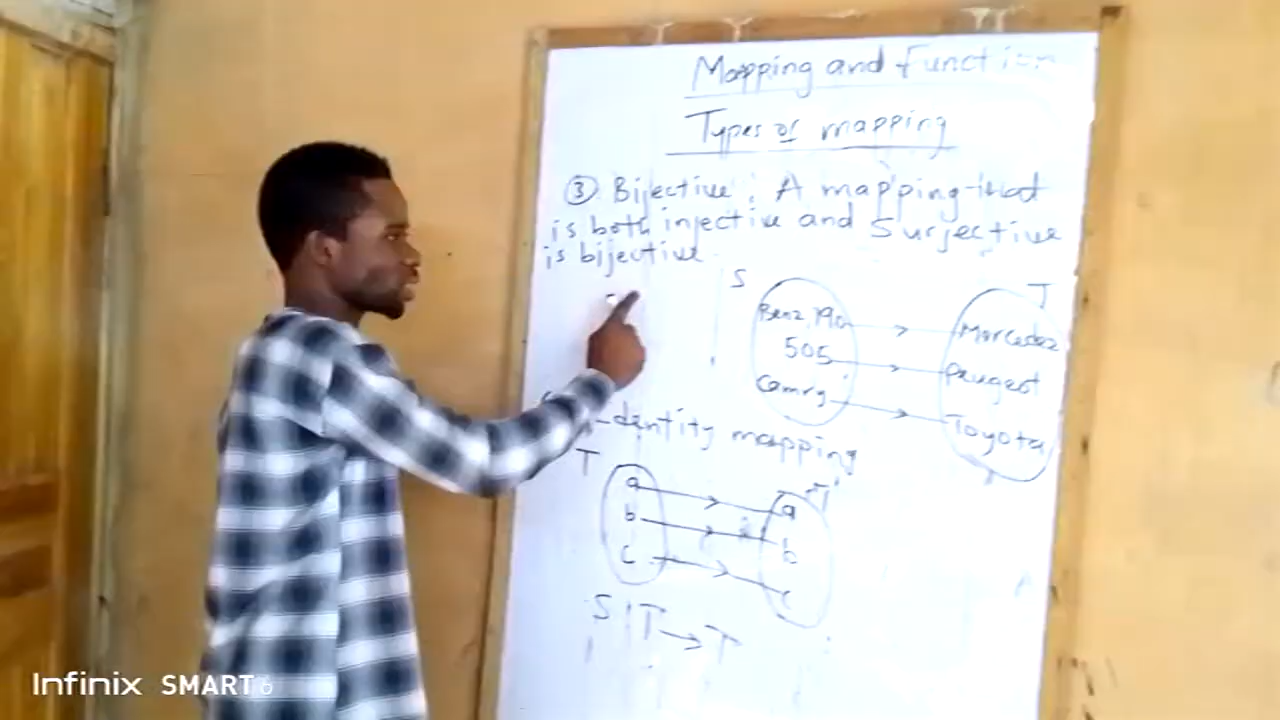 Mapping and Function
Types of mapping
③ Bijective: A mapping that
is both injective and Surjective
is bijective.
S
T
Benz 190
Mercedez
505
Peugeot
Camry
Toyota
identity mapping
T
T
a
a
b
b
c
c
S : T → T
Infinix SMART 6